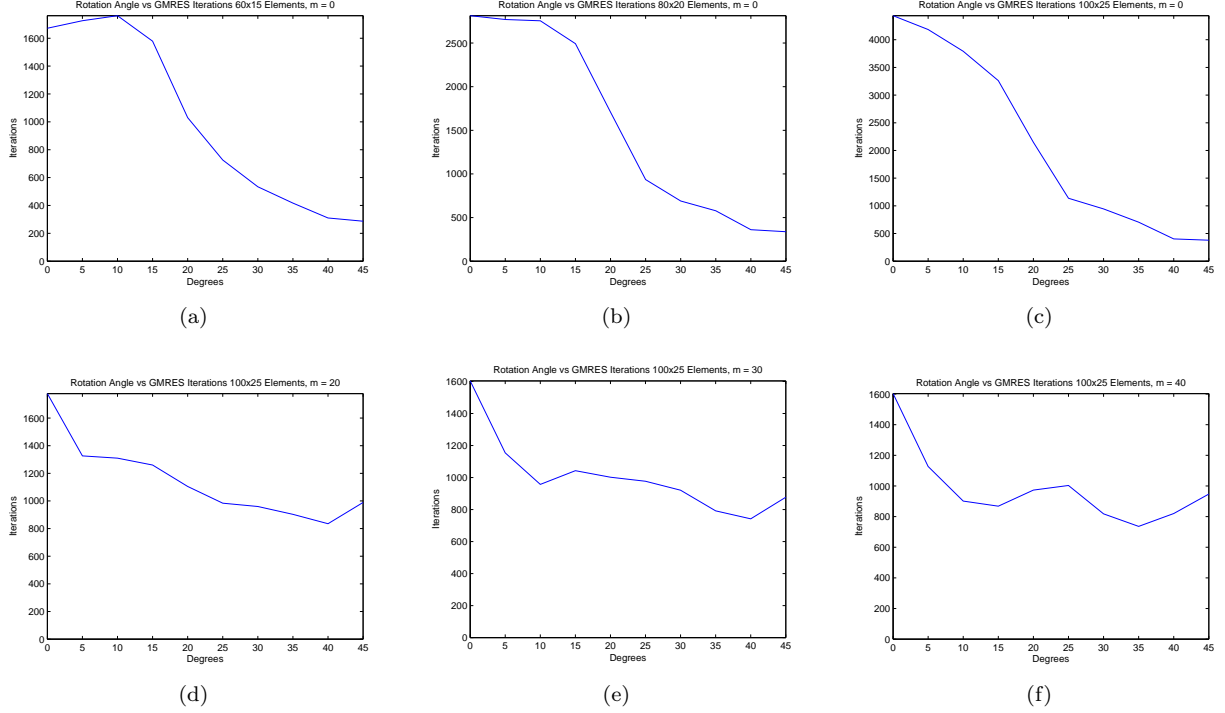 Rotation Angle vs GMRES Iterations 60x15 Elements, m = 0
1600
1400
1200
1000
800
600
400
200
0
Iterations
0 5 10 15 20 25 30 35 40 45
Degrees
(a)
Rotation Angle vs GMRES Iterations 80x20 Elements, m = 0
2500
2000
1500
1000
500
0
Iterations
0 5 10 15 20 25 30 35 40 45
Degrees
(b)
Rotation Angle vs GMRES Iterations 100x25 Elements, m = 0
4000
3500
3000
2500
2000
1500
1000
500
0
Iterations
0 5 10 15 20 25 30 35 40 45
Degrees
(c)
Rotation Angle vs GMRES Iterations 100x25 Elements, m = 20
1600
1400
1200
1000
800
600
400
200
0
Iterations
0 5 10 15 20 25 30 35 40 45
Degrees
(d)
Rotation Angle vs GMRES Iterations 100x25 Elements, m = 30
1600
1400
1200
1000
800
600
400
200
0
Iterations
0 5 10 15 20 25 30 35 40 45
Degrees
(e)
Rotation Angle vs GMRES Iterations 100x25 Elements, m = 40
1600
1400
1200
1000
800
600
400
200
0
Iterations
0 5 10 15 20 25 30 35 40 45
Degrees
(f)